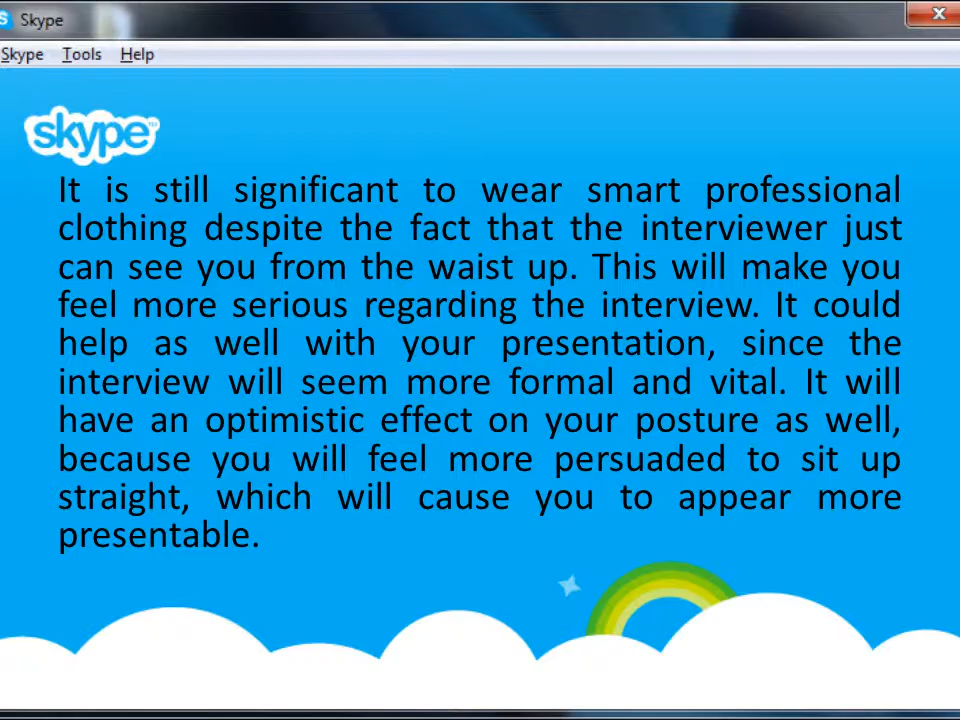 Skype
Skype Tools Help
skype™
It is still significant to wear smart professional
clothing despite the fact that the interviewer just
can see you from the waist up. This will make you
feel more serious regarding the interview. It could
help as well with your presentation, since the
interview will seem more formal and vital. It will
have an optimistic effect on your posture as well,
because you will feel more persuaded to sit up
straight, which will cause you to appear more
presentable.